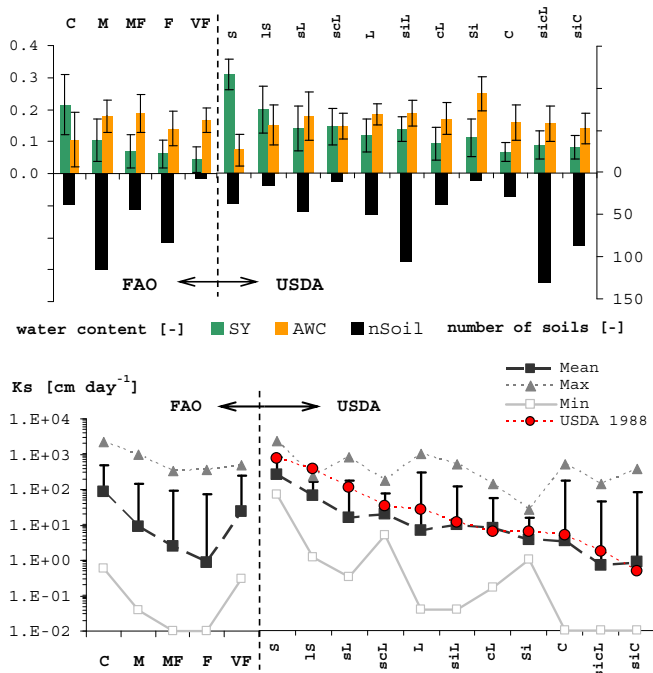 C M MF F VF S lS sL scL L siL cL Si C sicL siC
0.4
0.3
0.2
0.1
0.0 0
50
100
150
FAO USDA
water content [-] SY AWC nSoil number of soils [-]
Mean
Max
Min
USDA 1988
Ks [cm day⁻¹]
FAO USDA
1.E+04
1.E+03
1.E+02
1.E+01
1.E+00
1.E-01
1.E-02
C M MF F VF S lS sL scL L siL cL Si C sicL siC